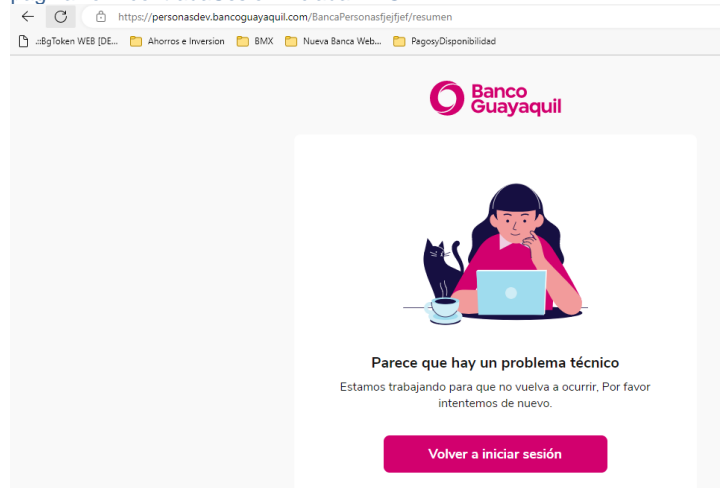 https://personasdev.bancoguayaquil.com/BancaPersonasfjejfjef/resumen
.::BgToken WEB [DE...
Ahorros e Inversion
BMX
Nueva Banca Web...
PagosyDisponibilidad
Banco
Guayaquil
Parece que hay un problema técnico
Estamos trabajando para que no vuelva a ocurrir, Por favor
intentemos de nuevo.
Volver a iniciar sesión